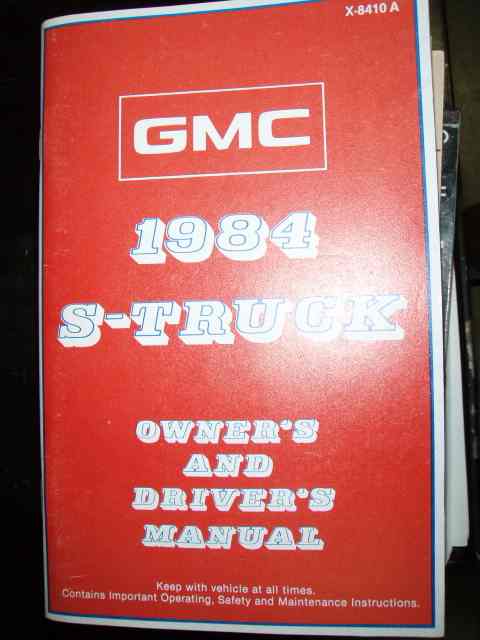 X-8410 A
GMC
1984
S-TRUCK
OWNER'S
AND
DRIVER'S
MANUAL
Keep with vehicle at all times.
Contains Important Operating, Safety and Maintenance Instructions.